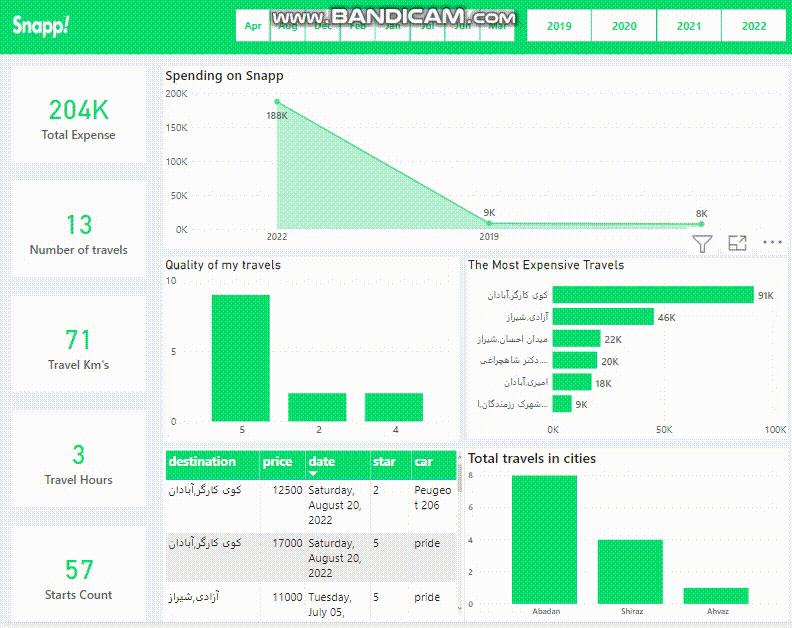 Snapp!
www.BANDICAM.com
Apr Aug Dec Feb Jan Jul Jun Mar
2019 2020 2021 2022
204K
Total Expense
13
Number of travels
71
Travel Km's
3
Travel Hours
57
Starts Count
Spending on Snapp
200K
150K
100K
50K
0K
188K
9K
8K
2022 2019
Quality of my travels
10
5
0
5 2 4
The Most Expensive Travels
کوی کارگر,آبادان 91K
آزادی,شیراز 46K
میدان احسان,شیراز 22K
دکتر شاهچراغی... 20K
امیری,آبادان 18K
شهرک رزمندگان,ا... 9K
0K 50K 100K
destination price date star car
کوی کارگر,آبادان 12500 Saturday, 2 Peugeo
August 20, t 206
2022
کوی کارگر,آبادان 17000 Saturday, 5 pride
August 20,
2022
آزادی,شیراز 11000 Tuesday, 5 pride
July 05,
Total travels in cities
8
6
4
2
0
Abadan Shiraz Ahvaz